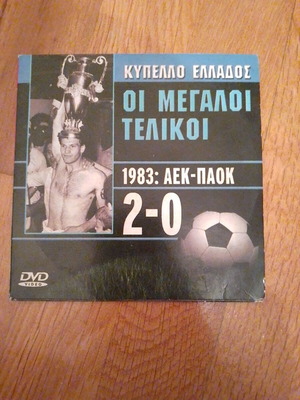 ΚΥΠΕΛΛΟ ΕΛΛΑΔΟΣ
ΟΙ ΜΕΓΑΛΟΙ
ΤΕΛΙΚΟΙ
1983: ΑΕΚ-ΠΑΟΚ
2-0
DVD
VIDEO